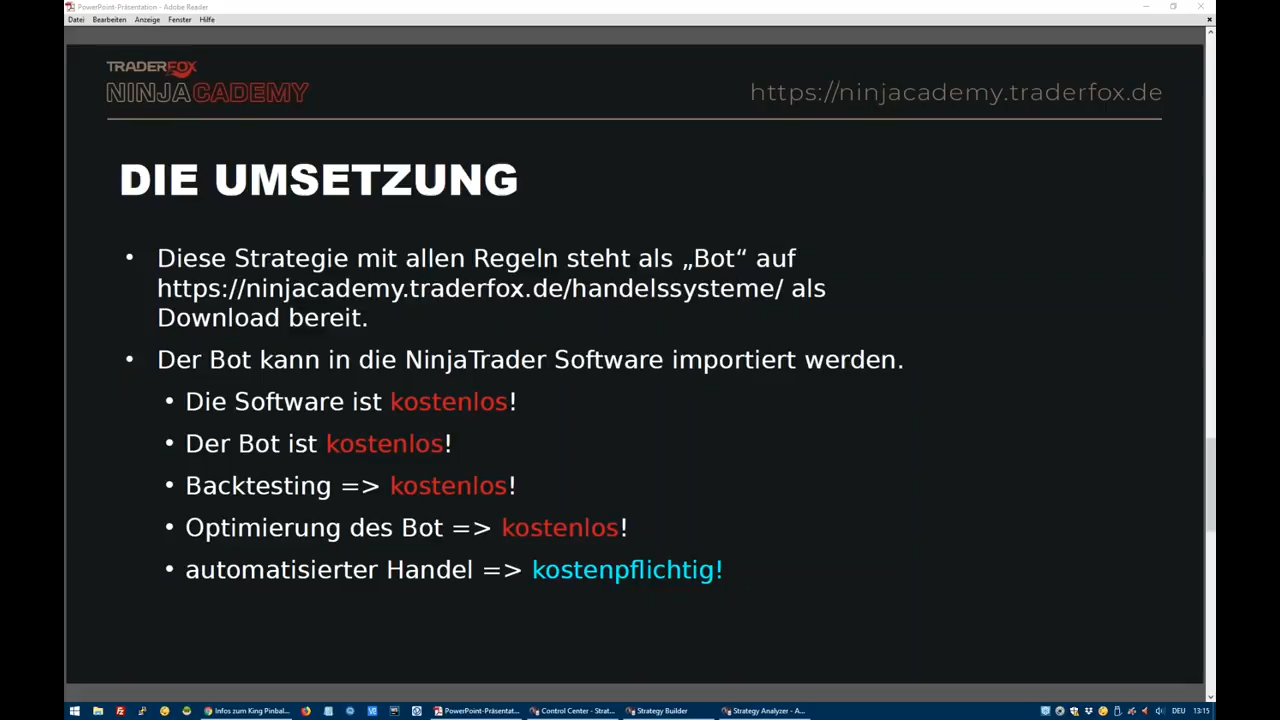 PowerPoint-Präsentation - Adobe Reader
Datei Bearbeiten Anzeige Fenster Hilfe
TRADERFOX
NINJACADEMY
https://ninjacademy.traderfox.de
DIE UMSETZUNG
• Diese Strategie mit allen Regeln steht als „Bot“ auf
https://ninjacademy.traderfox.de/handelssysteme/ als
Download bereit.
• Der Bot kann in die NinjaTrader Software importiert werden.
• Die Software ist kostenlos!
• Der Bot ist kostenlos!
• Backtesting => kostenlos!
• Optimierung des Bot => kostenlos!
• automatisierter Handel => kostenpflichtig!
Infos zum King Pinbal... PowerPoint-Präsentat... Control Center - Strat... Strategy Builder Strategy Analyzer - A... DEU 13:15